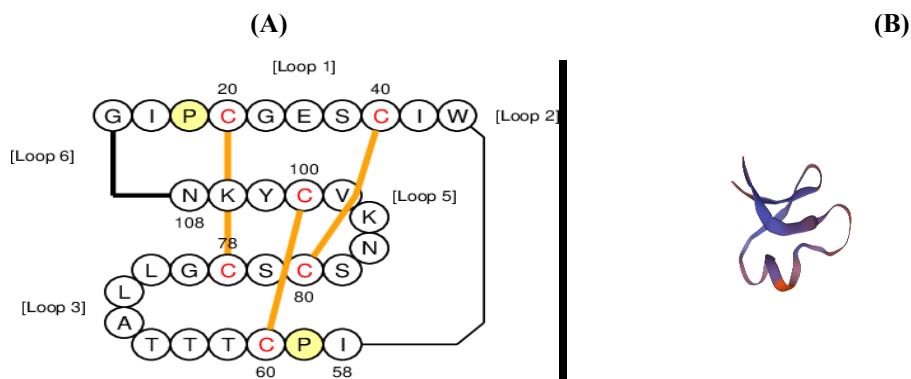 (A) (B)
[Loop 1]
20 40
G I P C G E S C I W [Loop 2]
[Loop 6]
100
N K Y C V [Loop 5]
108 K
78 N
L G C S C S
L 80
[Loop 3] A
T T T C P I
60 58